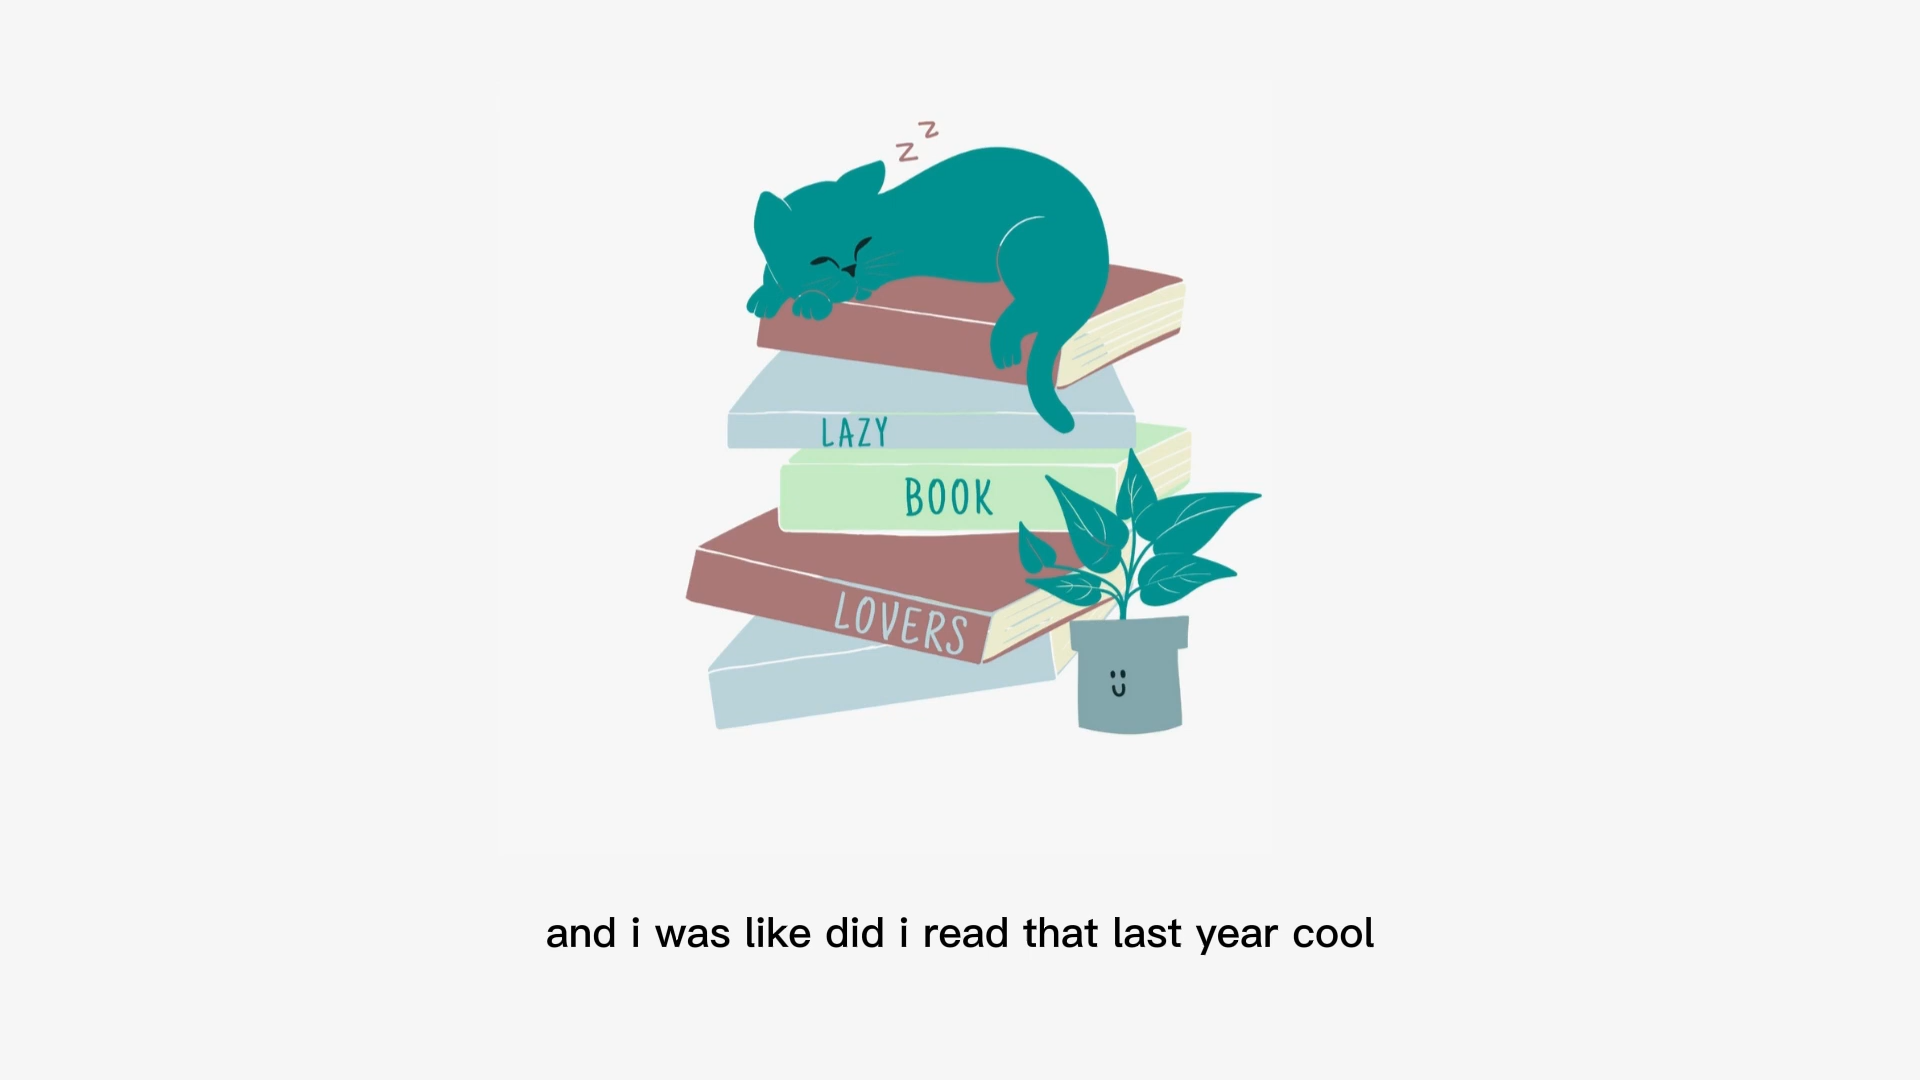 z
z
LAZY
BOOK
LOVERS
and i was like did i read that last year cool